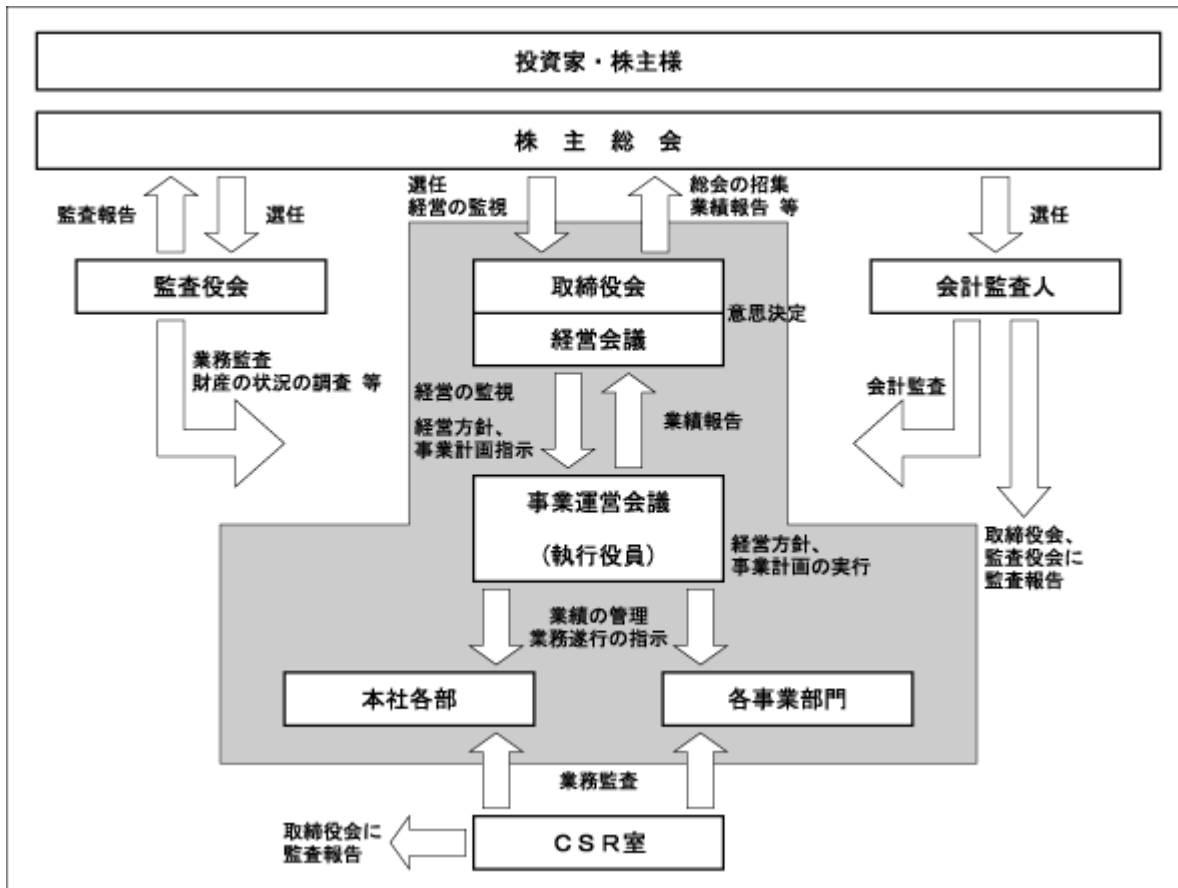 投資家・株主様
株 主 総 会
監査報告
選任
選任
経営の監視
総会の招集
業績報告 等
選任
監査役会
取締役会
経営会議
意思決定
会計監査人
業務監査
財産の状況の調査 等
経営の監視
経営方針、
事業計画指示
業績報告
会計監査
事業運営会議
(執行役員)
経営方針、
事業計画の実行
取締役会、
監査役会に
監査報告
業績の管理
業務遂行の指示
本社各部
各事業部門
業務監査
取締役会に
監査報告
CSR室